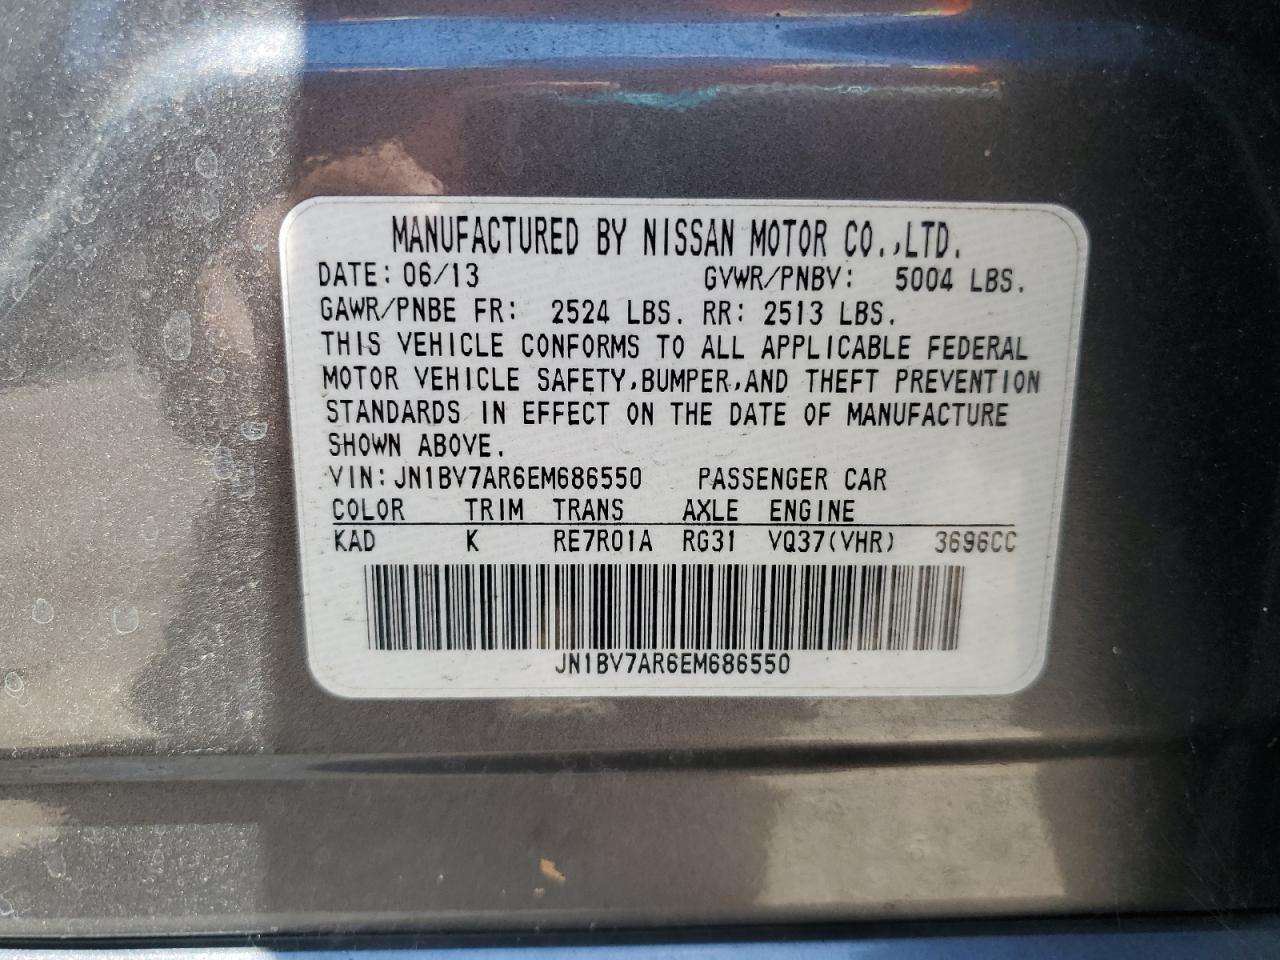 MANUFACTURED BY NISSAN MOTOR CO.,LTD.
DATE: 06/13 GVWR/PNBV: 5004 LBS.
GAWR/PNBE FR: 2524 LBS. RR: 2513 LBS.
THIS VEHICLE CONFORMS TO ALL APPLICABLE FEDERAL
MOTOR VEHICLE SAFETY,BUMPER,AND THEFT PREVENTION
STANDARDS IN EFFECT ON THE DATE OF MANUFACTURE
SHOWN ABOVE.
VIN: JN1BV7AR6EM686550 PASSENGER CAR
COLOR TRIM TRANS AXLE ENGINE
KAD K RE7R01A RG31 VQ37(VHR) 3696CC
JN1BV7AR6EM686550